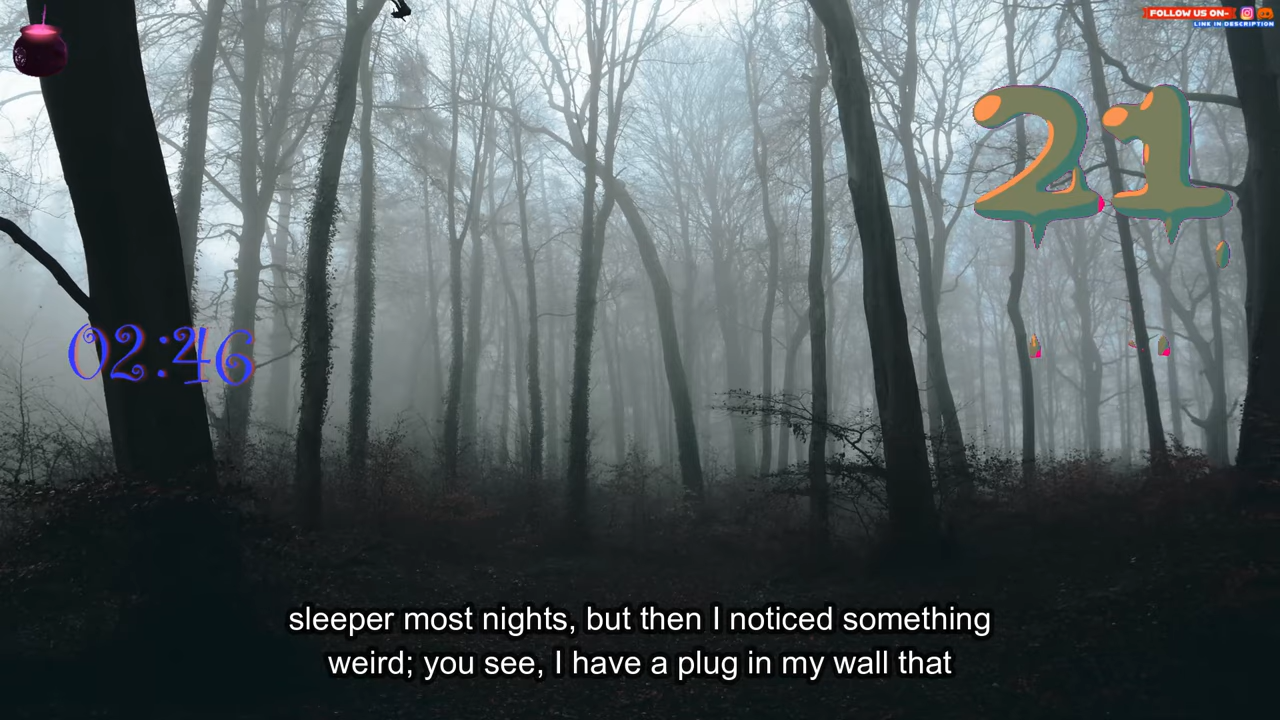 FOLLOW US ON-
LINK IN DESCRIPTION
21
02:46
sleeper most nights, but then I noticed something
weird; you see, I have a plug in my wall that